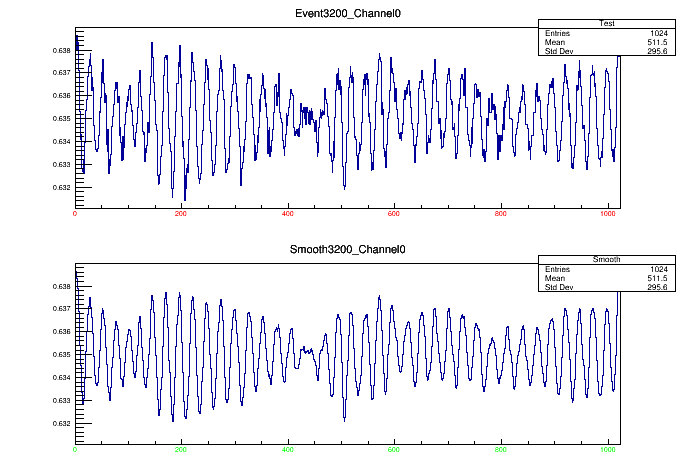 Event3200_Channel0
Test
Entries 1024
Mean 511.5
Std Dev 295.6
0.638
0.637
0.636
0.635
0.634
0.633
0.632
0 200 400 600 800 1000
Smooth3200_Channel0
Smooth
Entries 1024
Mean 511.5
Std Dev 295.6
0.638
0.637
0.636
0.635
0.634
0.633
0.632
0 200 400 600 800 1000